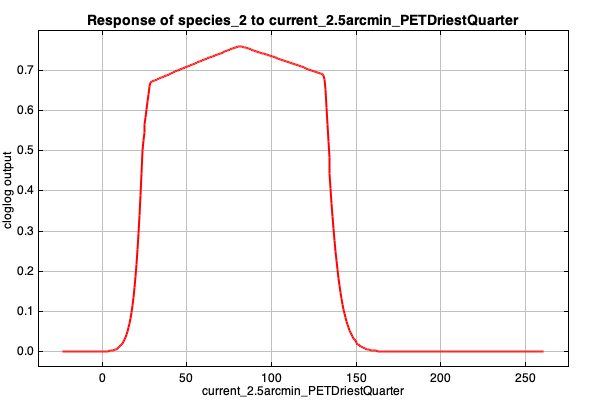 Response of species_2 to current_2.5arcmin_PETDriestQuarter
cloglog output
0.7
0.6
0.5
0.4
0.3
0.2
0.1
0.0
0 50 100 150 200 250
current_2.5arcmin_PETDriestQuarter